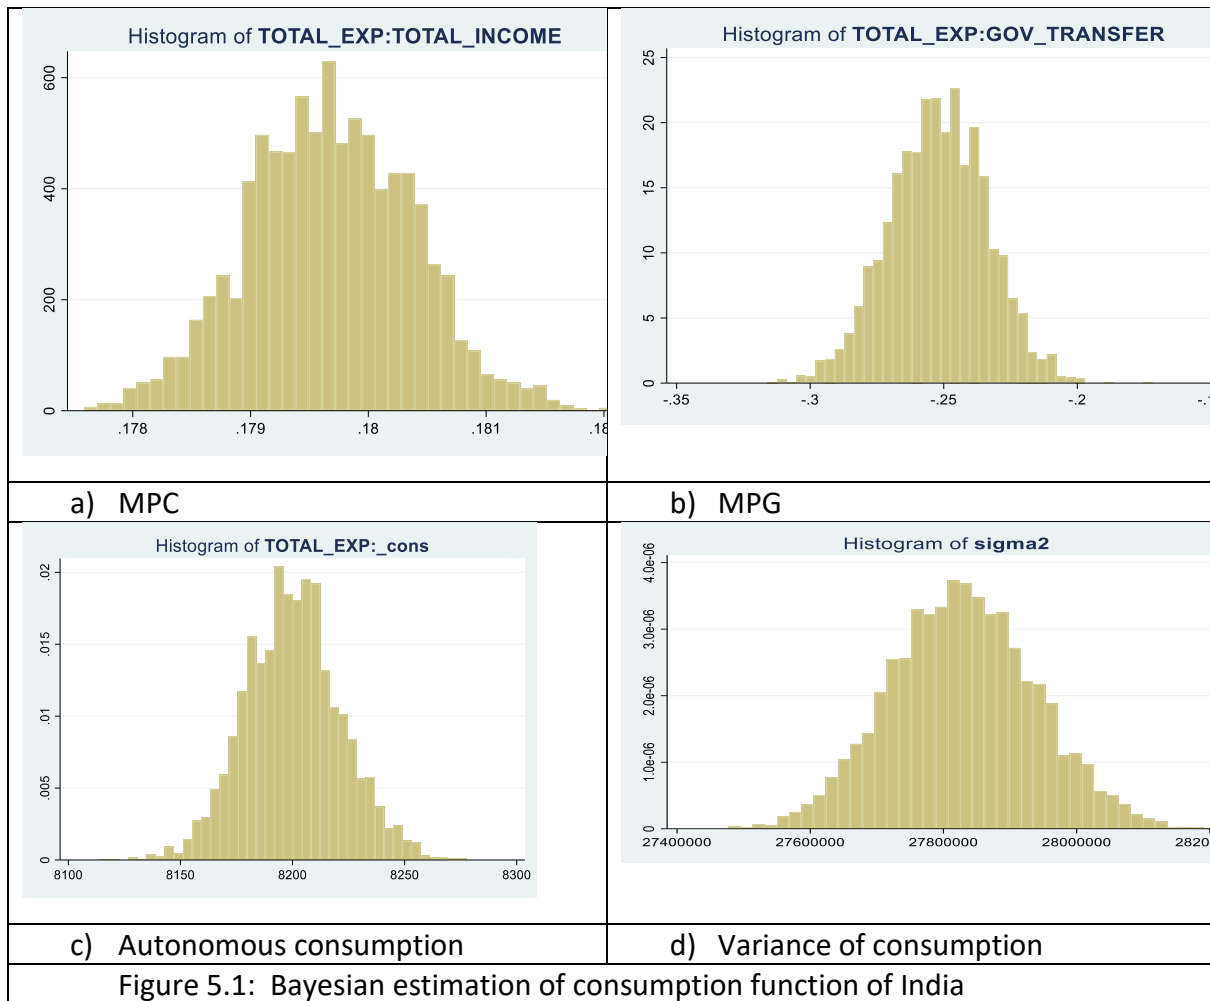 Histogram of TOTAL_EXP:TOTAL_INCOME
600
400
200
0
.178 .179 .18 .181 .18
a) MPC
Histogram of TOTAL_EXP:GOV_TRANSFER
25
20
15
10
5
0
-.35 -.3 -.25 -.2 -.1
b) MPG
Histogram of TOTAL_EXP:_cons
.02
.015
.01
.005
0
8100 8150 8200 8250 8300
c) Autonomous consumption
Histogram of sigma2
4.0e-06
3.0e-06
2.0e-06
1.0e-06
0
27400000 27600000 27800000 28000000 28200
d) Variance of consumption
Figure 5.1: Bayesian estimation of consumption function of India